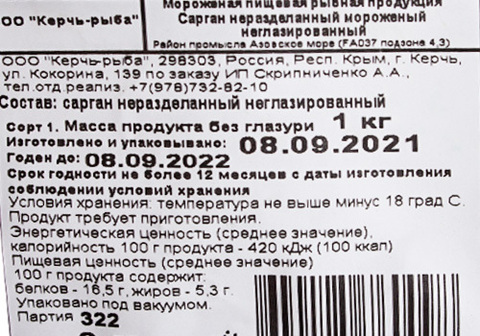 Мороженая пищевая рыбная продукция
ОО "Керчь-рыба"
Сарган неразделанный мороженый
неглазированный
Район промысла Азовское море (FAO37 подзона 4,3)
ООО "Керчь-рыба", 298303, Россия, Респ. Крым, г. Керчь,
ул. Кокорина, 139 по заказу ИП Скрипниченко А.А.,
тел.отд.реализ. +7(978)732-82-10
Состав: сарган неразделанный неглазированный
Сорт 1. Масса продукта без глазури 1 кг
Изготовлено и упаковывано: 08.09.2021
Годен до: 08.09.2022
Срок годности не более 12 месяцев с даты изготовления
соблюдении условий хранения
Условия хранения: температура не выше минус 18 град С.
Продукт требует приготовления.
Энергетическая ценность (среднее значение),
калорийность 100 г продукта - 420 кДж (100 ккал)
Пищевая ценность (среднее значение)
100 г продукта содержит:
белков - 16,5 г, жиров - 5,3 г.
Упаковано под вакуумом.
Партия 322